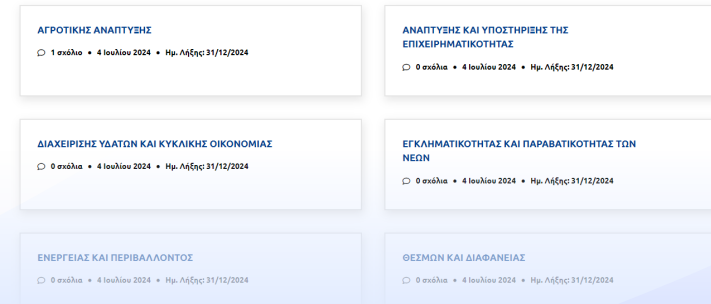 ΑΓΡΟΤΙΚΗΣ ΑΝΑΠΤΥΞΗΣ
1 σχόλιο • 4 Ιουλίου 2024 • Ημ. Λήξης: 31/12/2024
ΑΝΑΠΤΥΞΗΣ ΚΑΙ ΥΠΟΣΤΗΡΙΞΗΣ ΤΗΣ
ΕΠΙΧΕΙΡΗΜΑΤΙΚΟΤΗΤΑΣ
0 σχόλια • 4 Ιουλίου 2024 • Ημ. Λήξης: 31/12/2024
ΔΙΑΧΕΙΡΙΣΗΣ ΥΔΑΤΩΝ ΚΑΙ ΚΥΚΛΙΚΗΣ ΟΙΚΟΝΟΜΙΑΣ
0 σχόλια • 4 Ιουλίου 2024 • Ημ. Λήξης: 31/12/2024
ΕΓΚΛΗΜΑΤΙΚΟΤΗΤΑΣ ΚΑΙ ΠΑΡΑΒΑΤΙΚΟΤΗΤΑΣ ΤΩΝ
ΝΕΩΝ
0 σχόλια • 4 Ιουλίου 2024 • Ημ. Λήξης: 31/12/2024
ΕΝΕΡΓΕΙΑΣ ΚΑΙ ΠΕΡΙΒΑΛΛΟΝΤΟΣ
0 σχόλια • 4 Ιουλίου 2024 • Ημ. Λήξης: 31/12/2024
ΘΕΣΜΩΝ ΚΑΙ ΔΙΑΦΑΝΕΙΑΣ
0 σχόλια • 4 Ιουλίου 2024 • Ημ. Λήξης: 31/12/2024